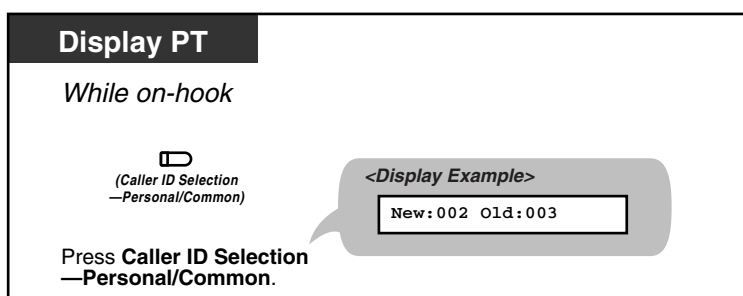 Display PT
While on-hook
(Caller ID Selection
—Personal/Common)
<Display Example>
New:002 Old:003
Press Caller ID Selection
—Personal/Common.